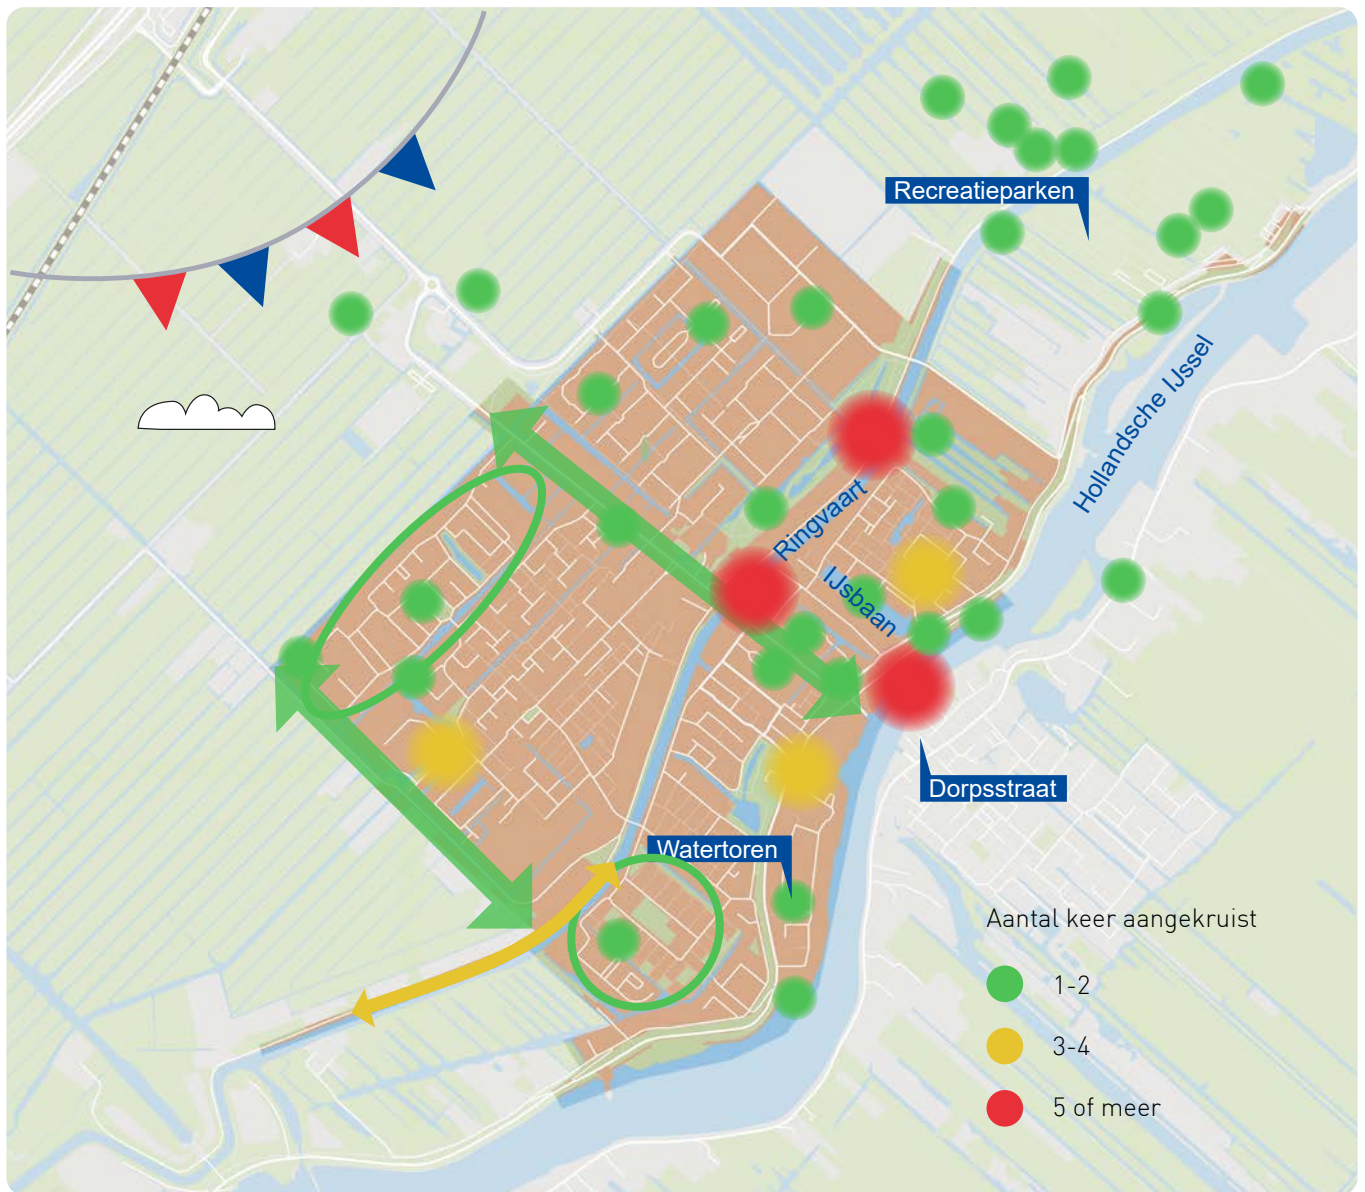 Recreatieparken
Hollandsche IJssel
Ringvaart
IJsbaan
Dorpsstraat
Watertoren
Aantal keer aangekruist
1-2
3-4
5 of meer